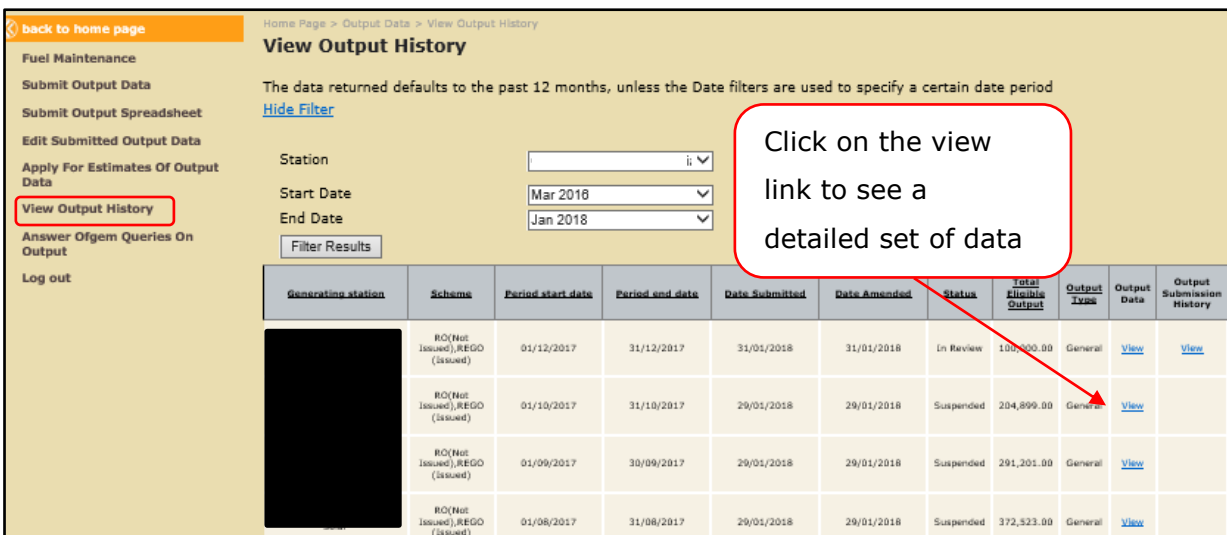 back to home page
Fuel Maintenance
Submit Output Data
Submit Output Spreadsheet
Edit Submitted Output Data
Apply For Estimates Of Output
Data
View Output History
Answer Ofgem Queries On
Output
Log out
Home Page > Output Data > View Output History
View Output History
The data returned defaults to the past 12 months, unless the Date filters are used to specify a certain date period
Hide Filter
Station
Start Date Mar 2016
End Date Jan 2018
Filter Results
Click on the view
link to see a
detailed set of data
Generating station Scheme Period start date Period end date Date Submitted Date Amended Status Total Eligible Output Output Type Output Data Output Submission History
RO(Not
Issued),REGO
(Issued) 01/12/2017 31/12/2017 31/01/2018 31/01/2018 In Review 100,000.00 General View View
RO(Not
Issued),REGO
(Issued) 01/10/2017 31/10/2017 29/01/2018 29/01/2018 Suspended 204,899.00 General View
RO(Not
Issued),REGO
(Issued) 01/09/2017 30/09/2017 29/01/2018 29/01/2018 Suspended 291,201.00 General View
RO(Not
Issued),REGO
(Issued) 01/08/2017 31/08/2017 29/01/2018 29/01/2018 Suspended 372,523.00 General View